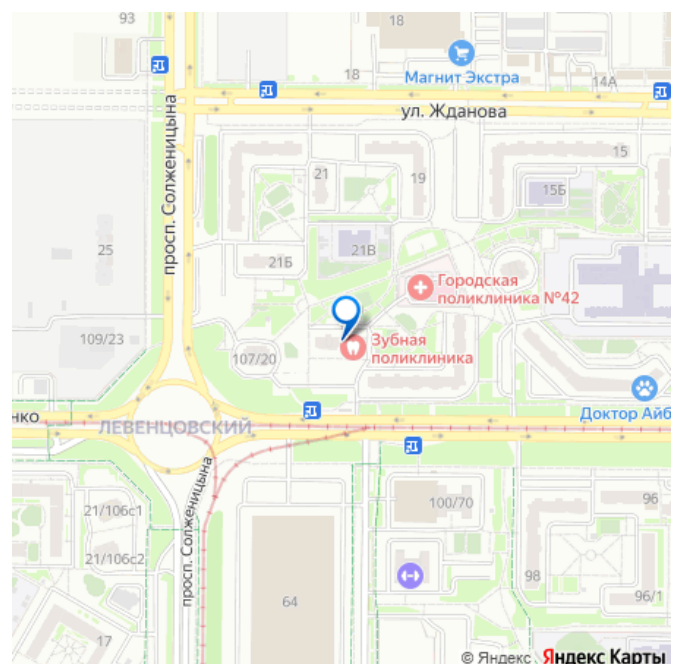 93
18
Магнит Экстра
18
14А
ул. Жданова
просп. Солженицына
21
19
15
15Б
25
21В
21Б
Городская
поликлиника №42
109/23
107/20
Зубная
поликлиника
Доктор Айб
нко
ЛЕВЕНЦОВСКИЙ
просп. Солженицына
21/106с1
100/70
96
21/106с2
98
64
96/1
17
© Яндекс Яндекс Карты